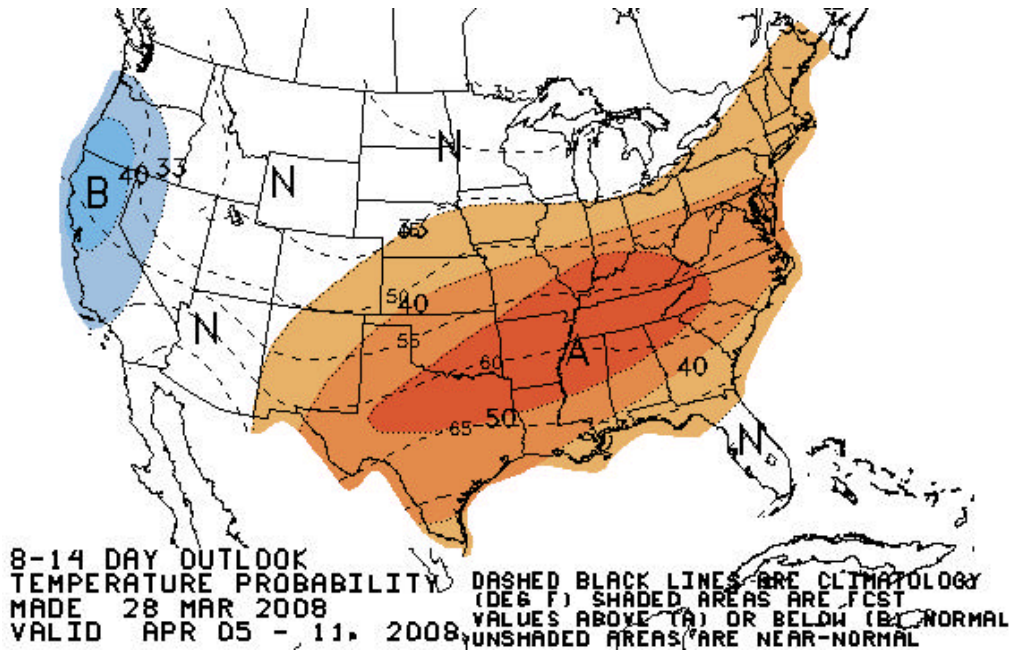 35
N
40 33
N
B
50
40
N
55
A
60
40
50
65
N
8-14 DAY OUTLOOK
TEMPERATURE PROBABILITY
MADE 28 MAR 2008
VALID APR 05 - 11, 2008
DASHED BLACK LINES ARE CLIMATOLOGY
(DEG F) SHADED AREAS ARE FCST
VALUES ABOVE (A) OR BELOW (B) NORMAL
UNSHADED AREAS ARE NEAR-NORMAL